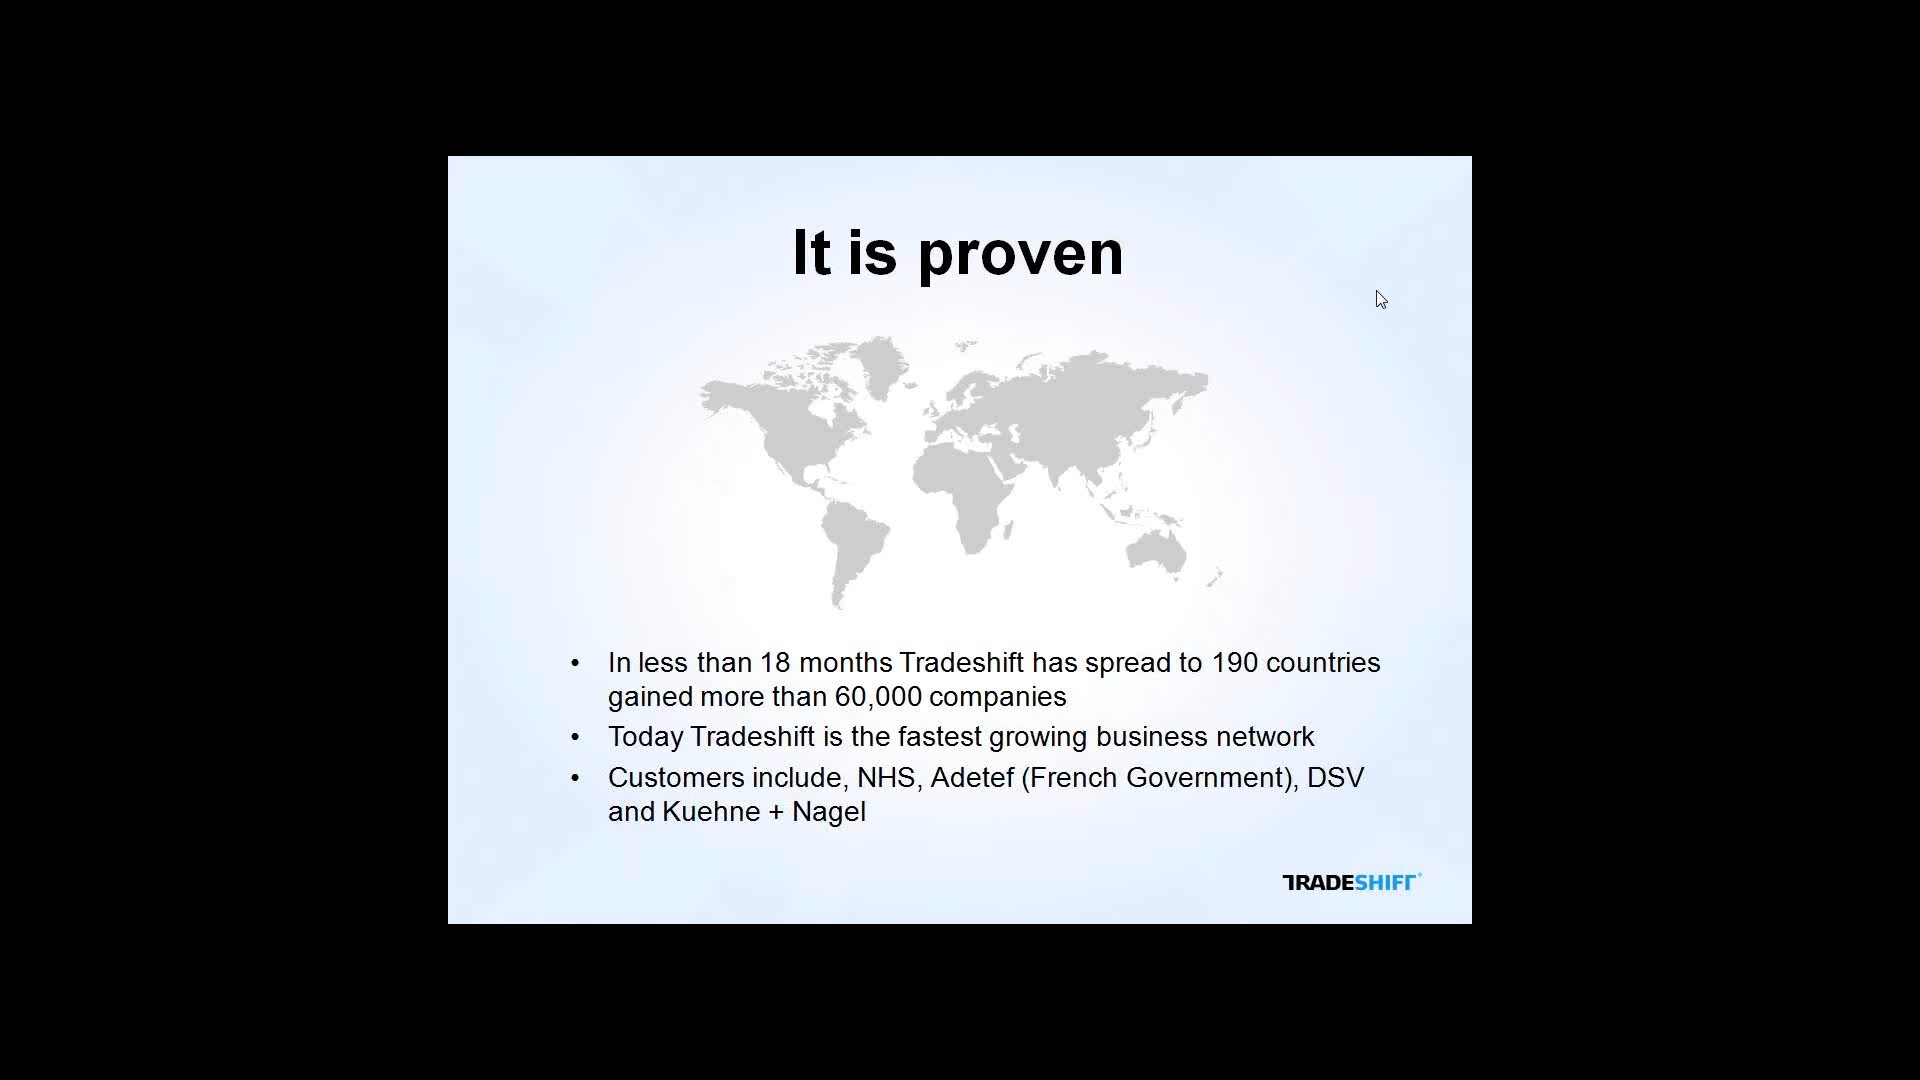 It is proven
• In less than 18 months Tradeshift has spread to 190 countries
gained more than 60,000 companies
• Today Tradeshift is the fastest growing business network
• Customers include, NHS, Adetef (French Government), DSV
and Kuehne + Nagel
TRADESHIFT